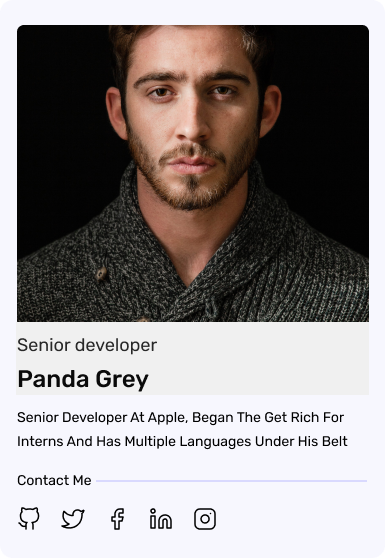 Senior developer
Panda Grey
Senior Developer At Apple, Began The Get Rich For
Interns And Has Multiple Languages Under His Belt
Contact Me